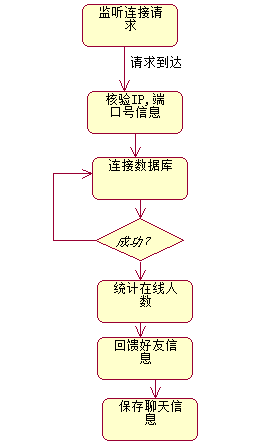 监听连接请
求
请求到达
核验IP,端
口号信息
连接数据库
成功?
统计在线人
数
回馈好友信
息
保存聊天信
息